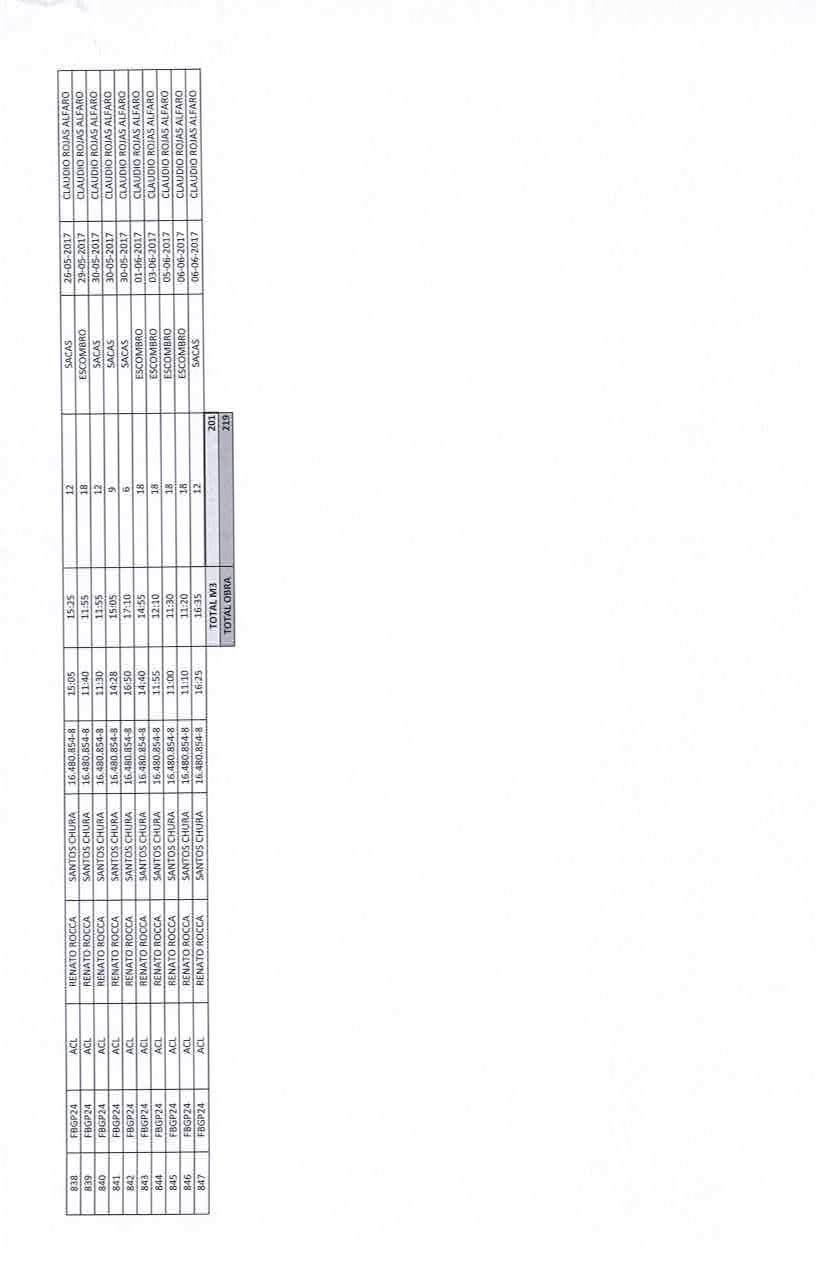 838 FBGP24 ACL RENATO ROCCA SANTOS CHURA 16.480.854-8 15:05 15:25 12 SACAS 26-05-2017 CLAUDIO ROJAS ALFARO
839 FBGP24 ACL RENATO ROCCA SANTOS CHURA 16.480.854-8 11:40 11:55 18 ESCOMBRO 29-05-2017 CLAUDIO ROJAS ALFARO
840 FBGP24 ACL RENATO ROCCA SANTOS CHURA 16.480.854-8 11:30 11:55 12 SACAS 30-05-2017 CLAUDIO ROJAS ALFARO
841 FBGP24 ACL RENATO ROCCA SANTOS CHURA 16.480.854-8 14:28 15:05 9 SACAS 30-05-2017 CLAUDIO ROJAS ALFARO
842 FBGP24 ACL RENATO ROCCA SANTOS CHURA 16.480.854-8 16:50 17:10 6 SACAS 30-05-2017 CLAUDIO ROJAS ALFARO
843 FBGP24 ACL RENATO ROCCA SANTOS CHURA 16.480.854-8 14:40 14:55 18 ESCOMBRO 01-06-2017 CLAUDIO ROJAS ALFARO
844 FBGP24 ACL RENATO ROCCA SANTOS CHURA 16.480.854-8 11:55 12:10 18 ESCOMBRO 03-06-2017 CLAUDIO ROJAS ALFARO
845 FBGP24 ACL RENATO ROCCA SANTOS CHURA 16.480.854-8 11:00 11:30 18 ESCOMBRO 05-06-2017 CLAUDIO ROJAS ALFARO
846 FBGP24 ACL RENATO ROCCA SANTOS CHURA 16.480.854-8 11:10 11:20 18 ESCOMBRO 06-06-2017 CLAUDIO ROJAS ALFARO
847 FBGP24 ACL RENATO ROCCA SANTOS CHURA 16.480.854-8 16:25 16:35 12 SACAS 06-06-2017 CLAUDIO ROJAS ALFARO
TOTAL M3 201
TOTAL OBRA 219